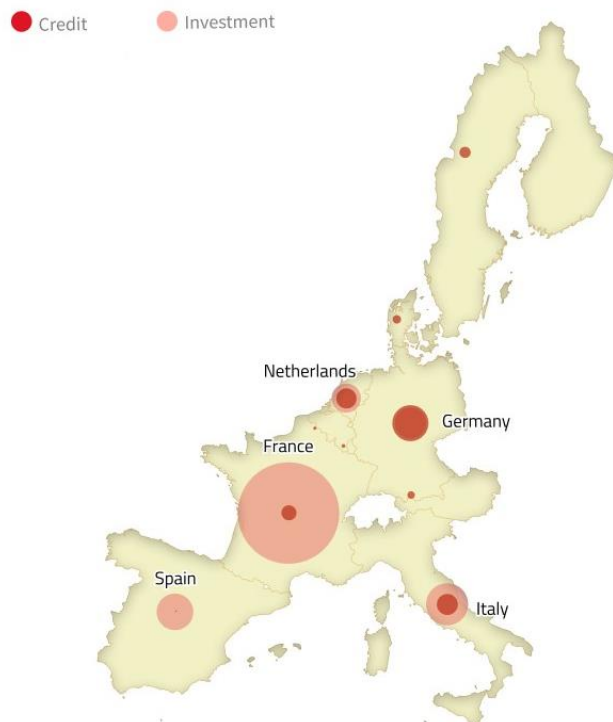 Credit
Investment
Netherlands
Germany
France
Spain
Italy